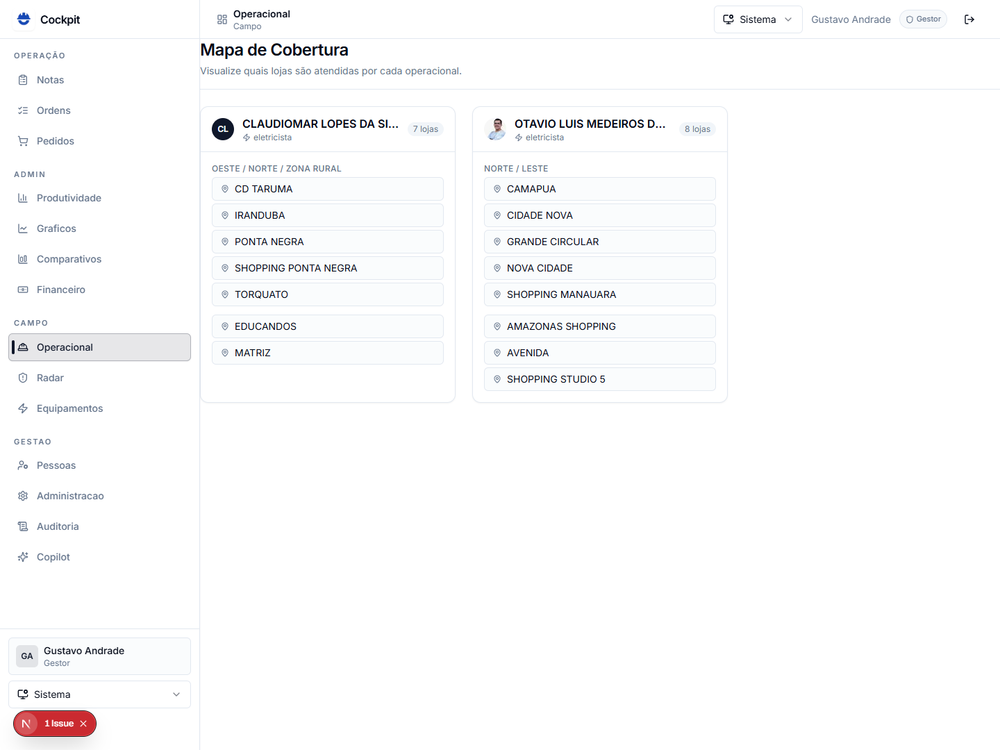 Cockpit
OPERAÇÃO
Notas
Ordens
Pedidos
ADMIN
Produtividade
Graficos
Comparativos
Financeiro
CAMPO
Operacional
Radar
Equipamentos
GESTAO
Pessoas
Administracao
Auditoria
Copilot
GA
Gustavo Andrade
Gestor
Sistema
N 1 Issue
Operacional
Campo
Sistema
Gustavo Andrade
Gestor
Mapa de Cobertura
Visualize quais lojas são atendidas por cada operacional.
CL
CLAUDIOMAR LOPES DA SI...
eletricista
7 lojas
OESTE / NORTE / ZONA RURAL
CD TARUMA
IRANDUBA
PONTA NEGRA
SHOPPING PONTA NEGRA
TORQUATO
EDUCANDOS
MATRIZ
OTAVIO LUIS MEDEIROS D...
eletricista
8 lojas
NORTE / LESTE
CAMAPUA
CIDADE NOVA
GRANDE CIRCULAR
NOVA CIDADE
SHOPPING MANAUARA
AMAZONAS SHOPPING
AVENIDA
SHOPPING STUDIO 5